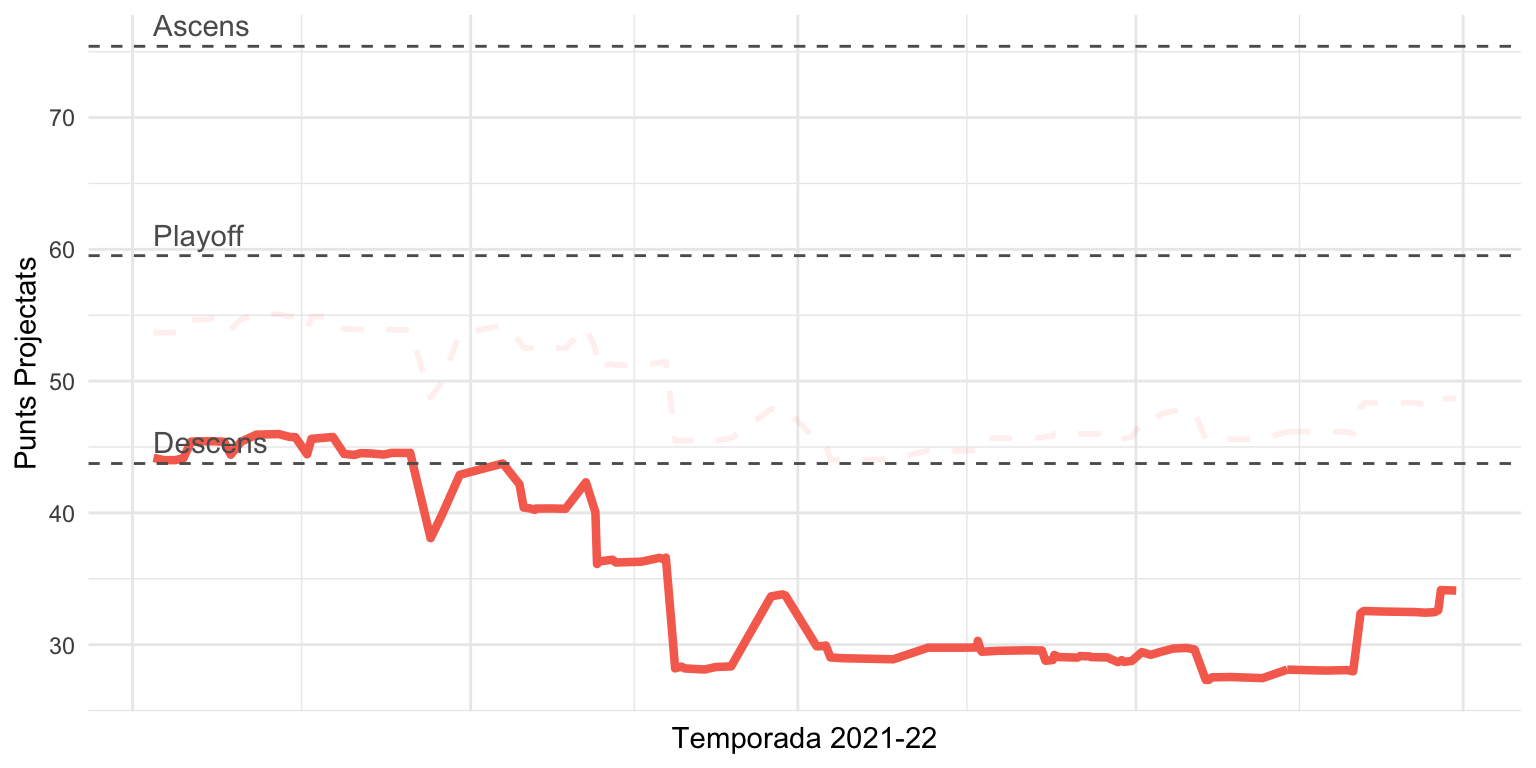 Ascens
70
Playoff
60
50
Descens
40
30
Punts Projectats
Temporada 2021-22